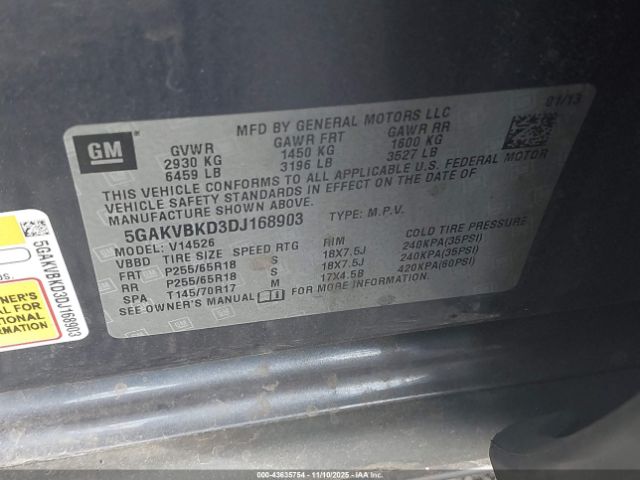 MFD BY GENERAL MOTORS LLC
01/13
GM
GVWR GAWR FRT GAWR RR
2930 KG 1450 KG 1600 KG
6459 LB 3196 LB 3527 LB
THIS VEHICLE CONFORMS TO ALL APPLICABLE U.S. FEDERAL MOTOR
VEHICLE SAFETY STANDARDS IN EFFECT ON THE DATE OF
MANUFACTURE SHOWN ABOVE.
5GAKVBKD3DJ168903 TYPE: M.P.V.
MODEL: V14526
VBBD TIRE SIZE SPEED RTG RIM COLD TIRE PRESSURE
FRT P255/65R18 S 18X7.5J 240KPA(35PSI)
RR P255/65R18 S 18X7.5J 240KPA(35PSI)
SPA T145/70R17 M 17X4.5B 420KPA(60PSI)
SEE OWNER'S MANUAL FOR MORE INFORMATION.
5GAKVBKD3DJ168903
OWNER'S
INFORMATION
000-43635754 - 11/10/2025 - IAAI.COM